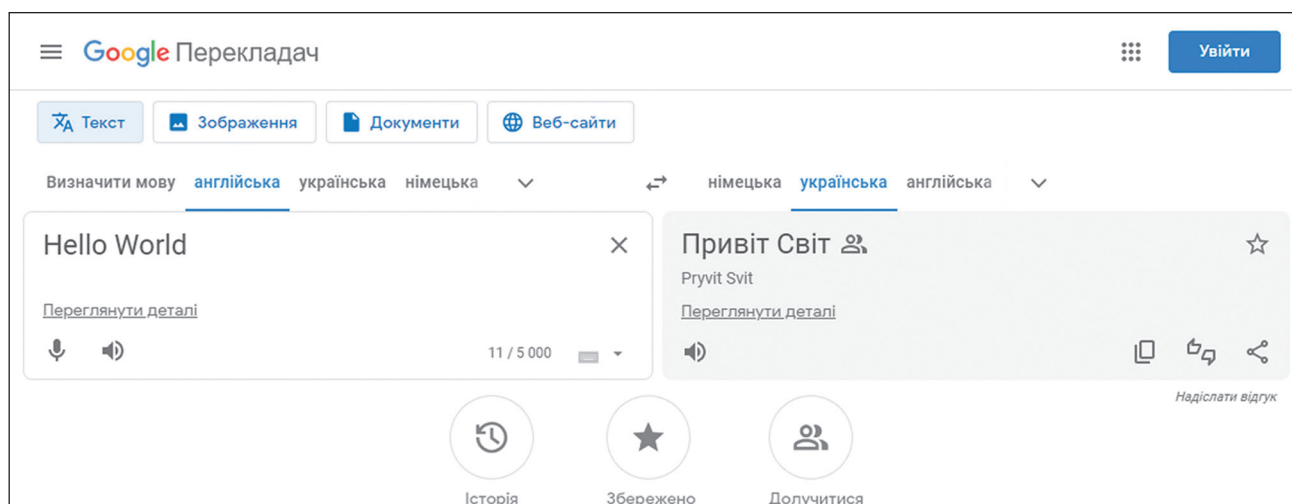 Google Перекладач
Увійти
Текст Зображення Документи Веб-сайти
Визначити мову англійська українська німецька німецька українська англійська
Hello World
Привіт Світ
Pryvit Svit
Переглянути деталі
Переглянути деталі
11 / 5 000
Надіслати відгук
Історія Збережено Долучитися